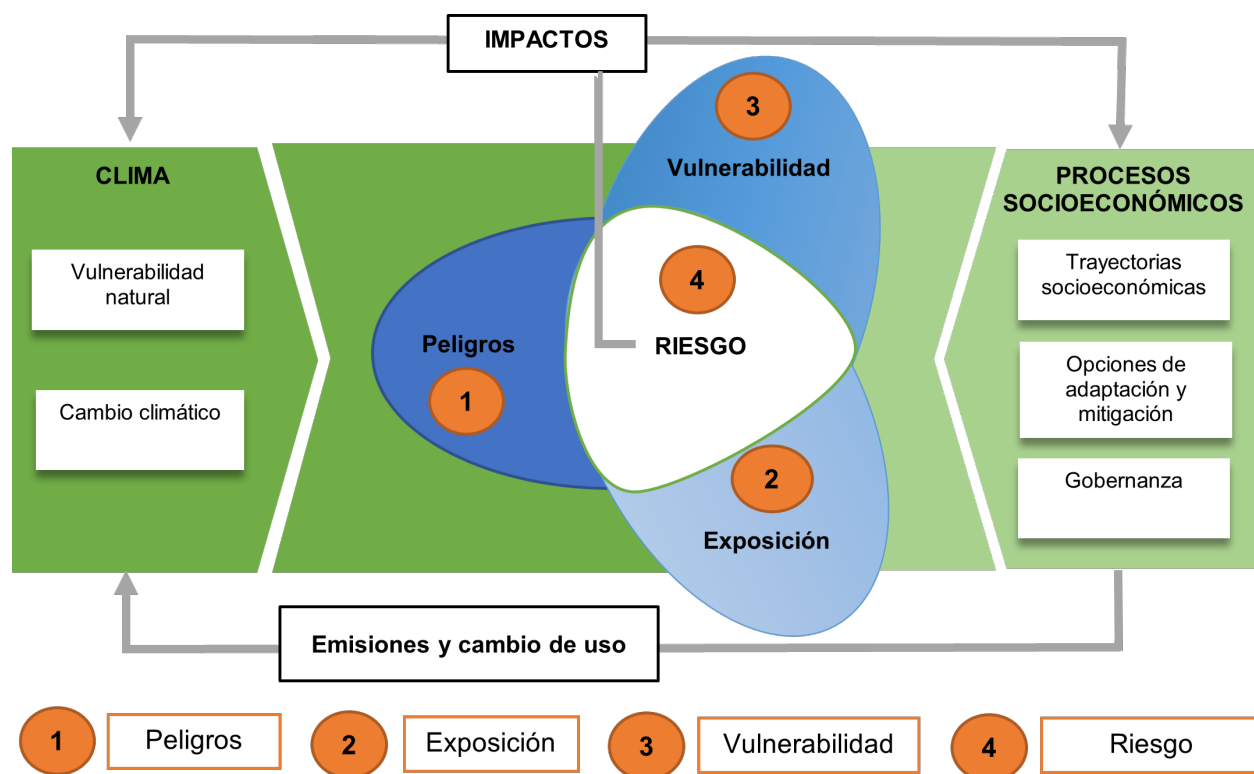 IMPACTOS
3
Vulnerabilidad
CLIMA
Vulnerabilidad
natural
Cambio climático
Peligros
1
4
RIESGO
2
Exposición
PROCESOS
SOCIOECONÓMICOS
Trayectorias
socioeconómicas
Opciones de
adaptación y
mitigación
Gobernanza
Emisiones y cambio de uso
1 Peligros
2 Exposición
3 Vulnerabilidad
4 Riesgo